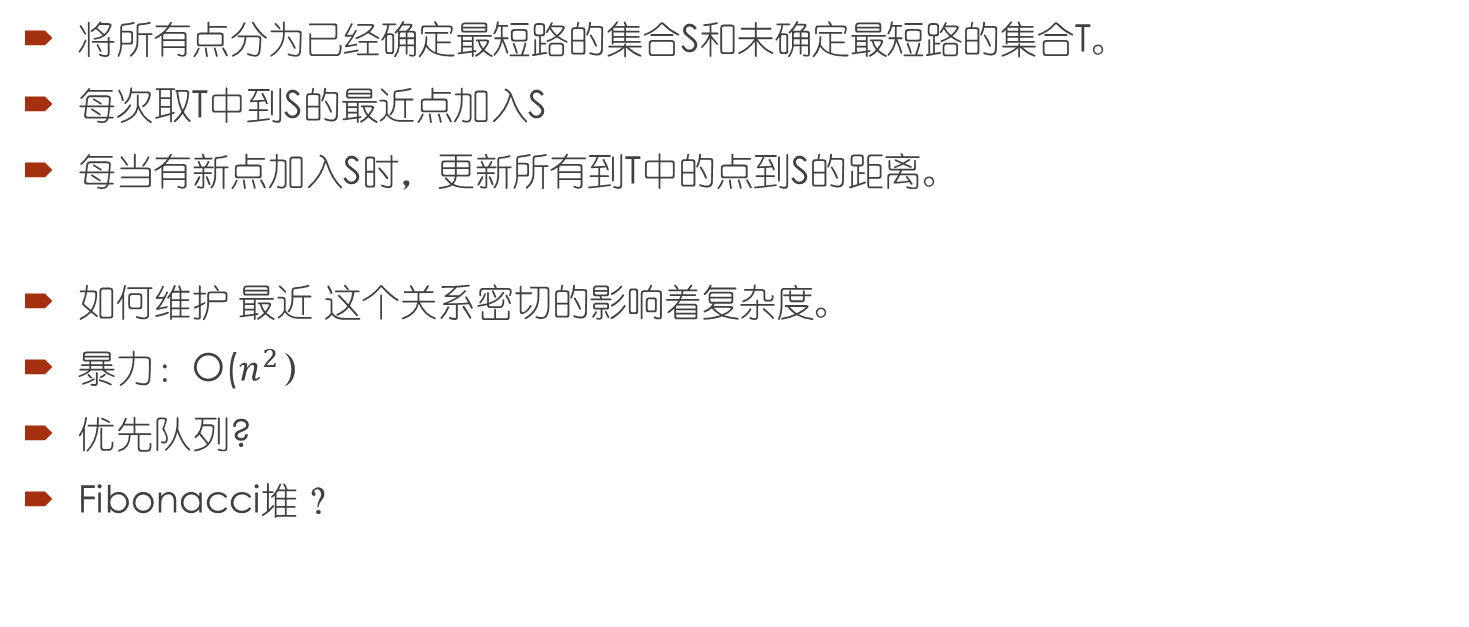 将所有点分为已经确定最短路的集合S和未确定最短路的集合T。
每次取T中到S的最近点加入S
每当有新点加入S时，更新所有到T中的点到S的距离。
如何维护 最近 这个关系密切的影响着复杂度。
暴力：O(n²)
优先队列?
Fibonacci堆 ?